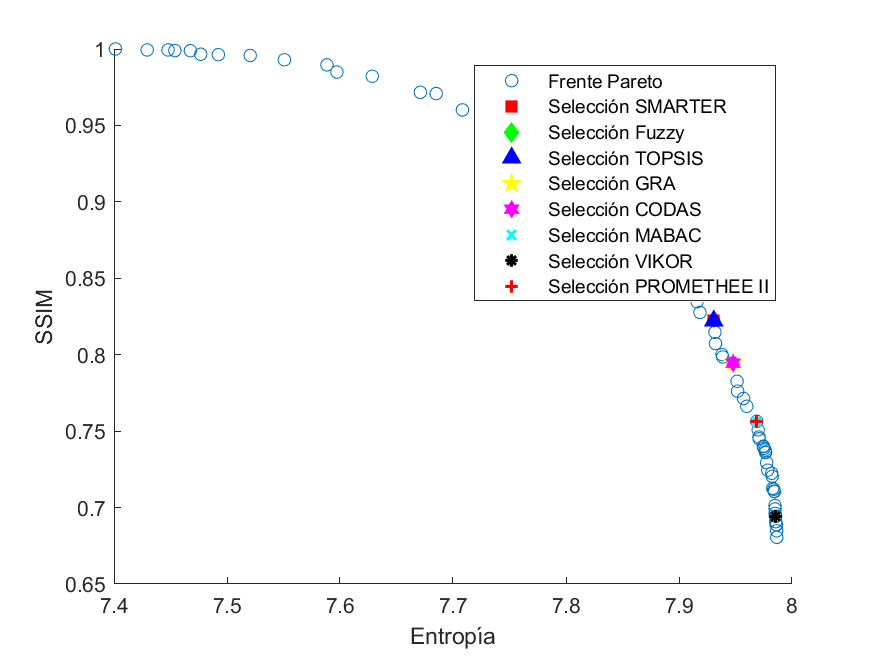 1
0.95
0.9
0.85
0.8
0.75
0.7
0.65
SSIM
7.4
7.5
7.6
7.7
7.8
7.9
8
Entropía
Frente Pareto
Selección SMARTER
Selección Fuzzy
Selección TOPSIS
Selección GRA
Selección CODAS
Selección MABAC
Selección VIKOR
Selección PROMETHEE II